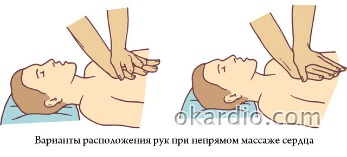 okardio.com
Варианты расположения рук при непрямом массаже сердца